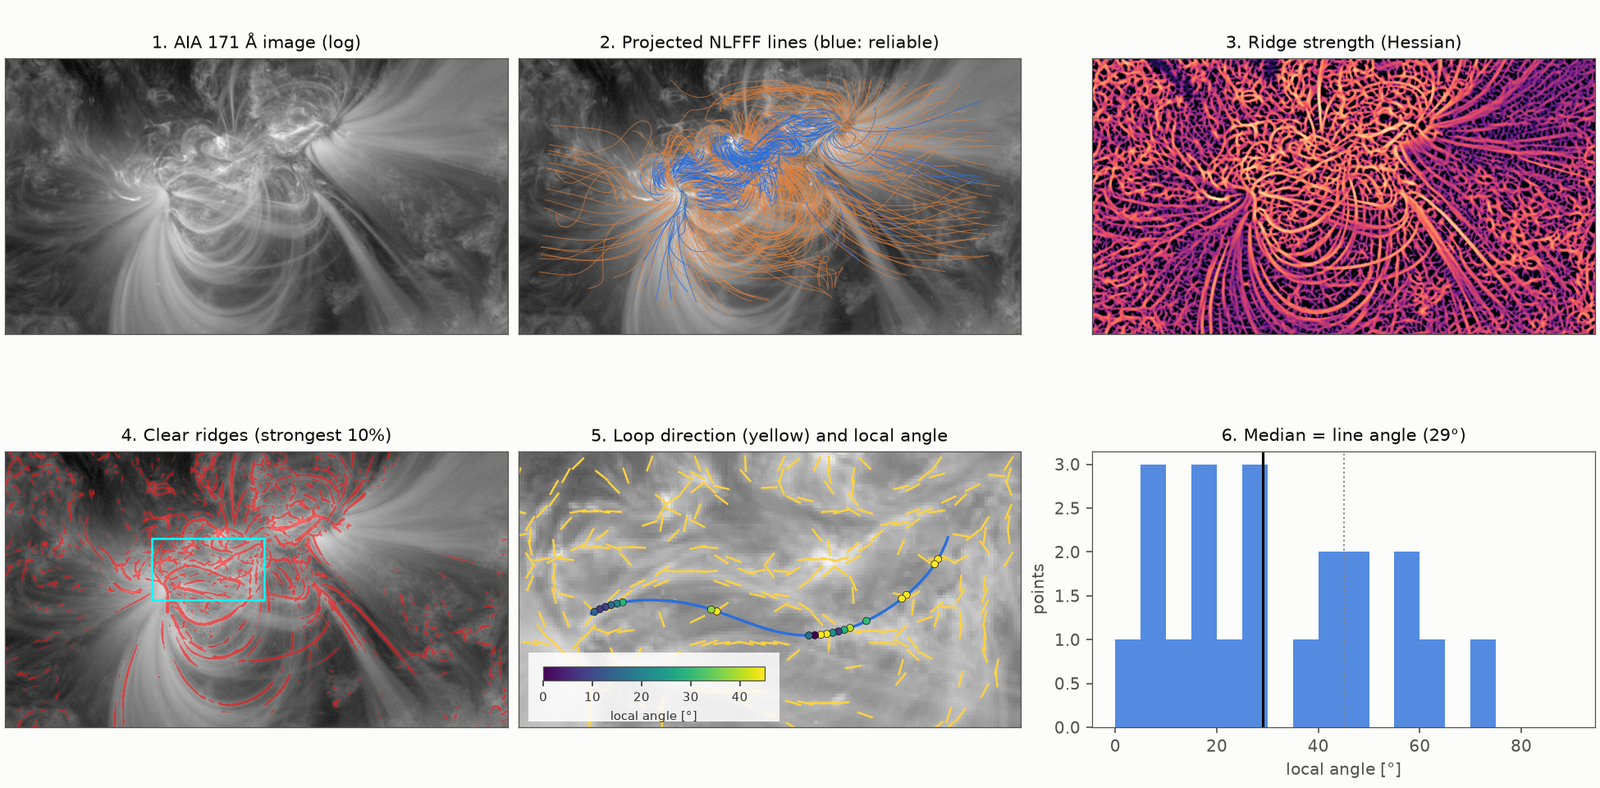 1. AIA 171 Å image (log)
2. Projected NLFFF lines (blue: reliable)
3. Ridge strength (Hessian)
4. Clear ridges (strongest 10%)
5. Loop direction (yellow) and local angle
0 10 20 30 40
local angle [°]
6. Median = line angle (29°)
3.0
2.5
2.0
1.5
1.0
0.5
0.0
points
0 20 40 60 80
local angle [°]